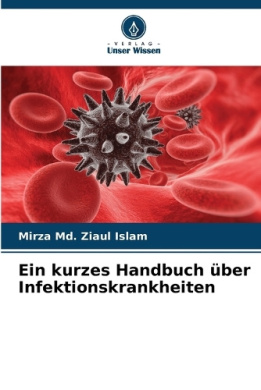 VERLAG
Unser Wissen
Mirza Md. Ziaul Islam
Ein kurzes Handbuch über
Infektionskrankheiten